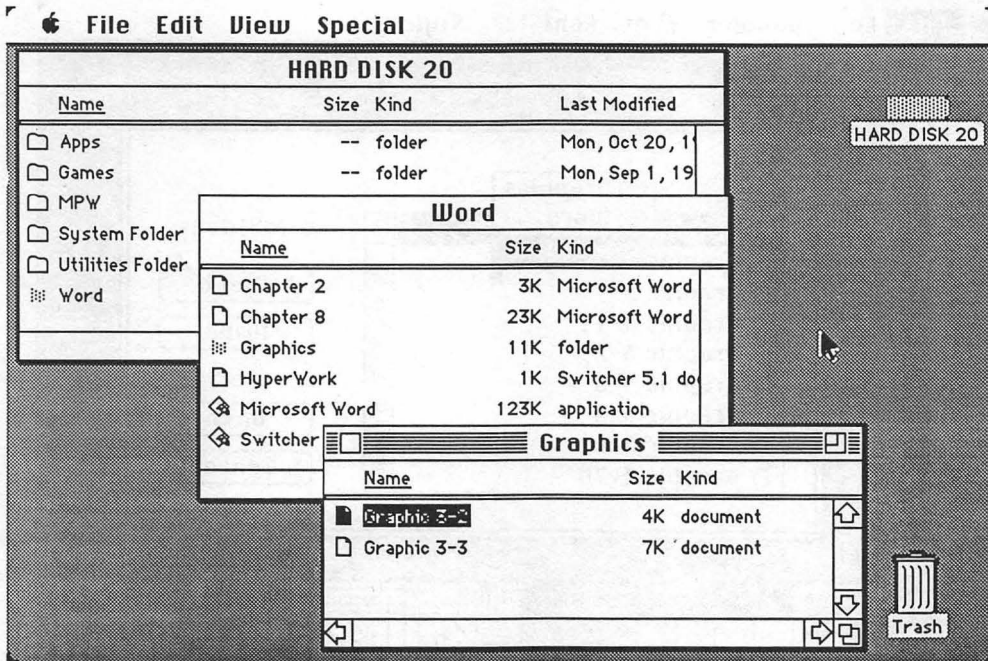 File Edit View Special
HARD DISK 20
Name Size Kind Last Modified
Apps -- folder Mon, Oct 20, 1
Games -- folder Mon, Sep 1, 19
MPW
System Folder
Utilities Folder
Word
HARD DISK 20
Word
Name Size Kind
Chapter 2 3K Microsoft Word
Chapter 8 23K Microsoft Word
Graphics 11K folder
HyperWork 1K Switcher 5.1 do
Microsoft Word 123K application
Switcher
Graphics
Name Size Kind
Graphic 3-2 4K document
Graphic 3-3 7K document
Trash